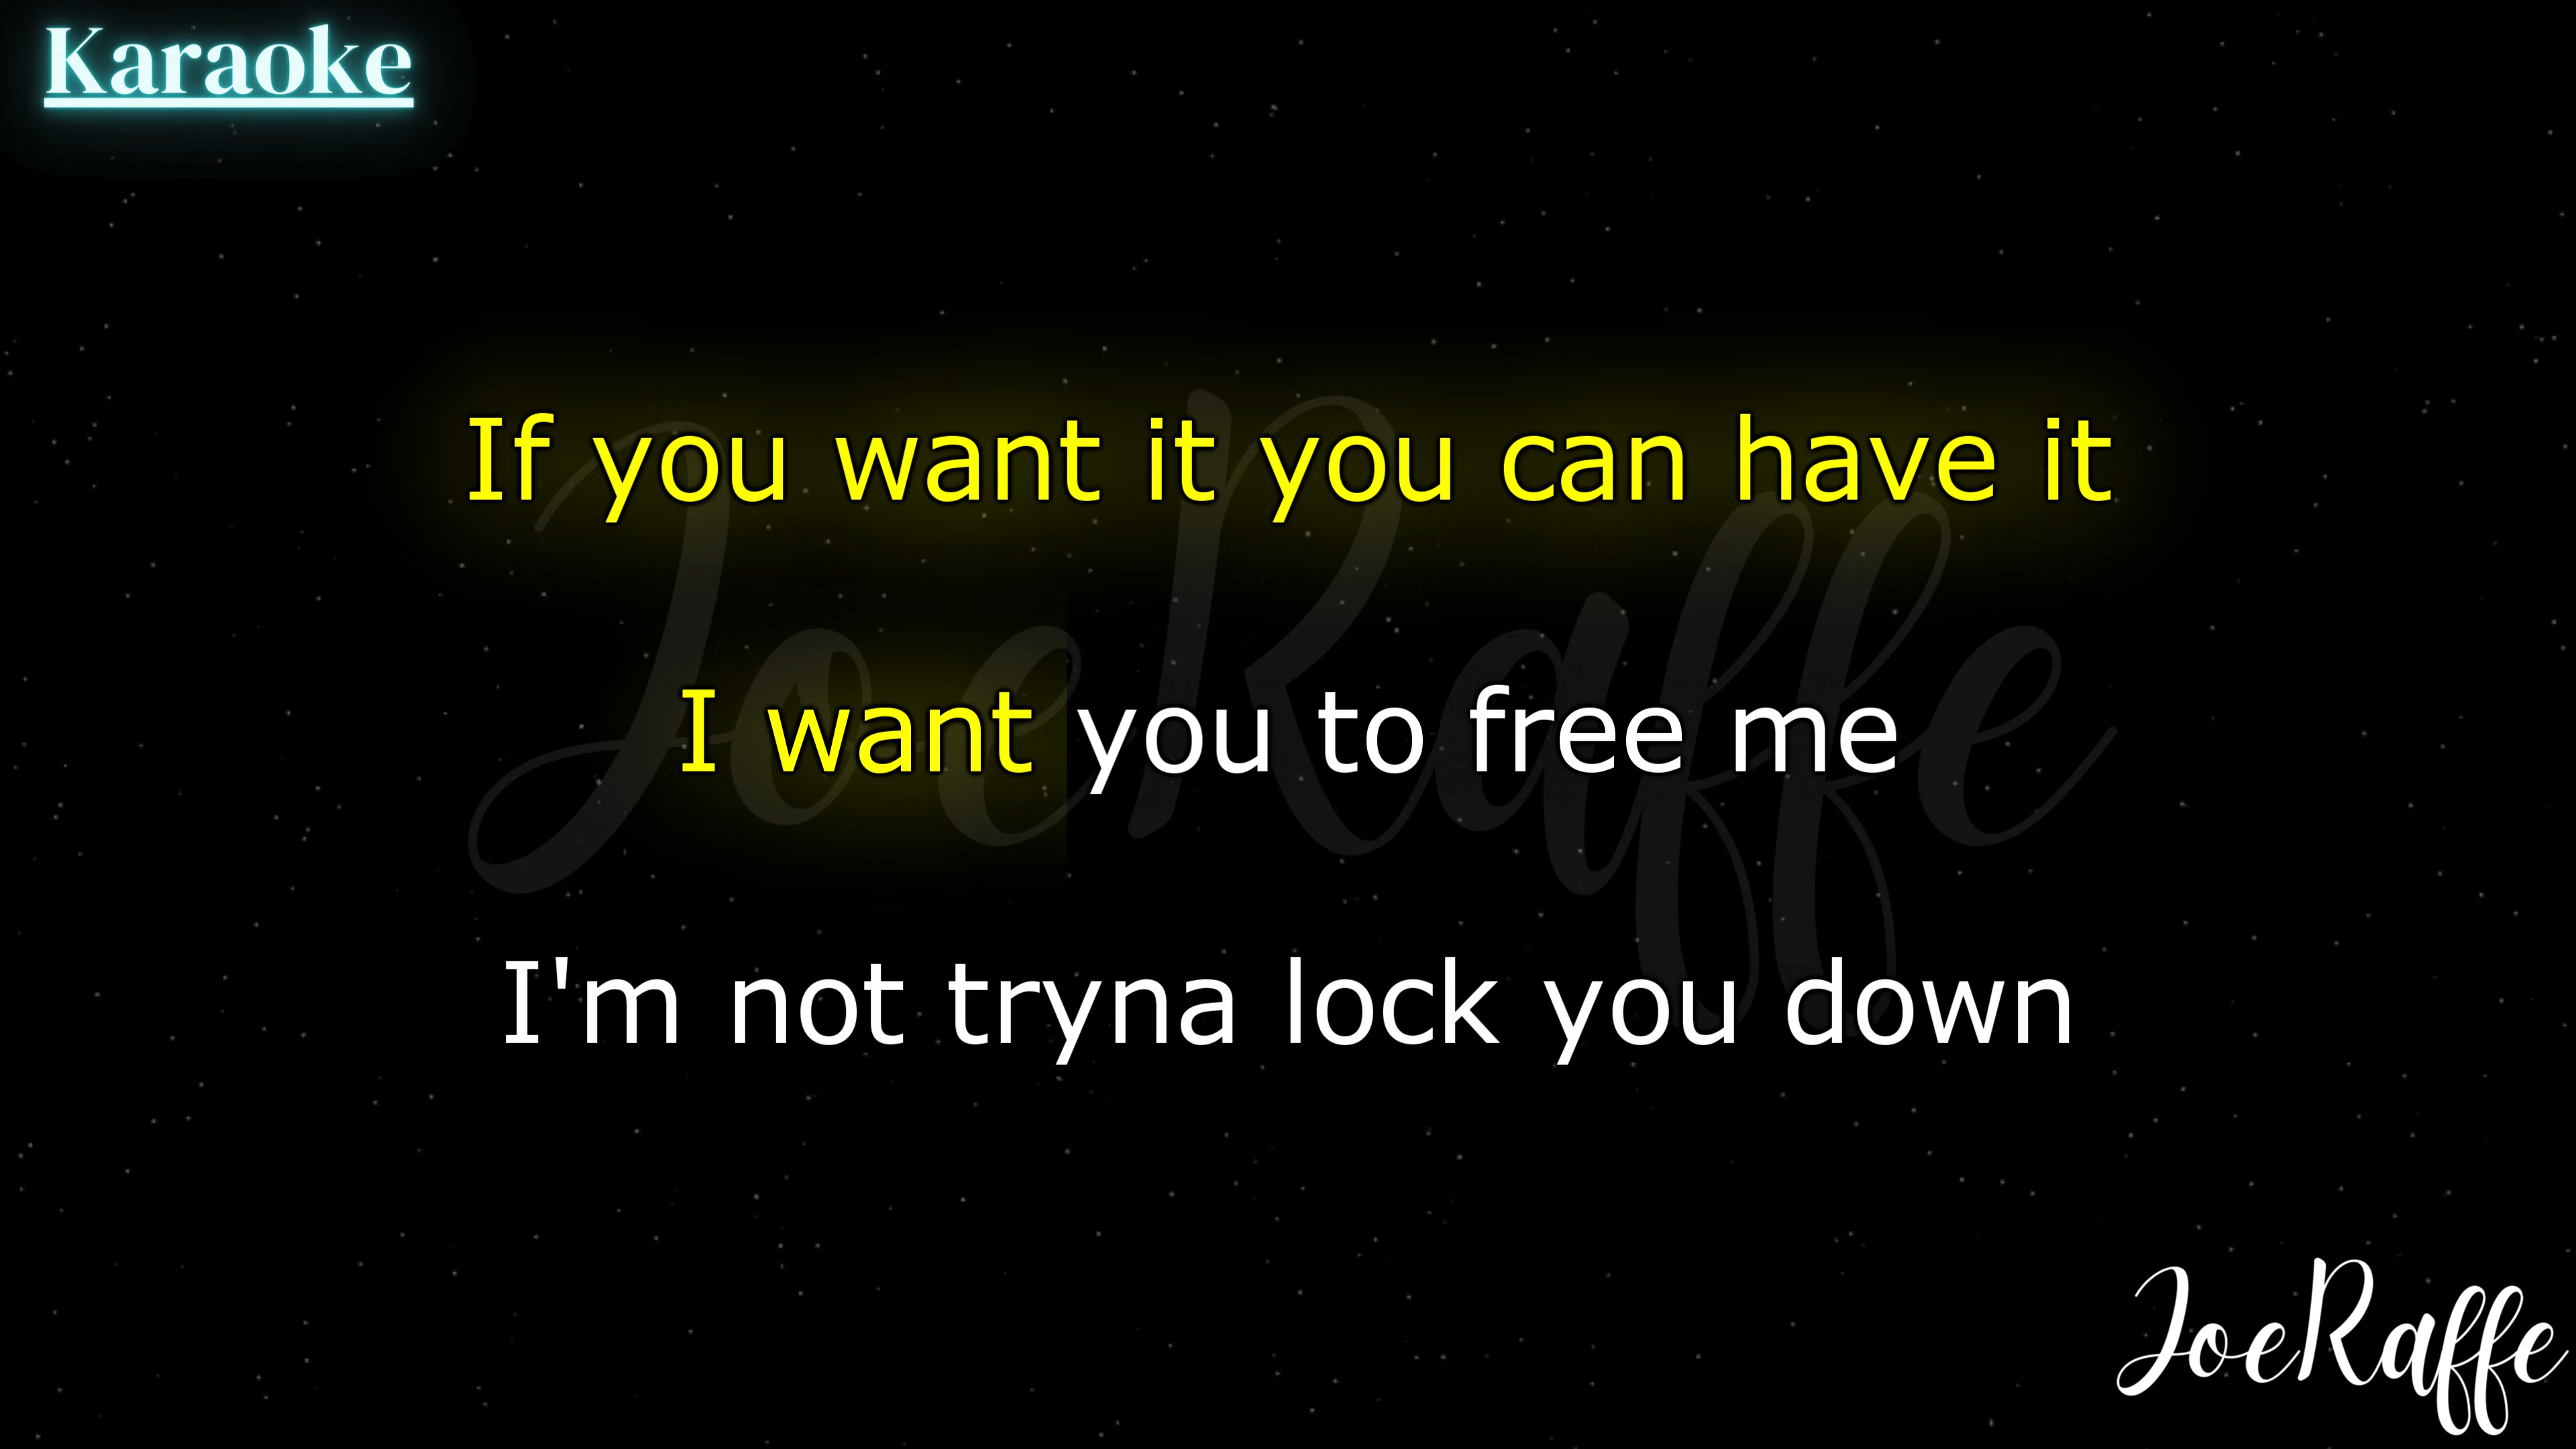 Karaoke
If you want it you can have it
I want you to free me
I'm not tryna lock you down
JoeRaffe
JoeRaffe